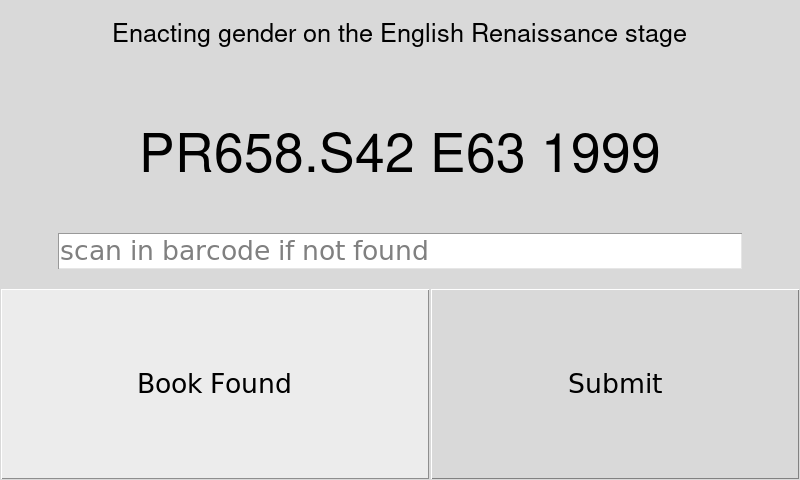 Enacting gender on the English Renaissance stage
PR658.S42 E63 1999
scan in barcode if not found
Book Found
Submit